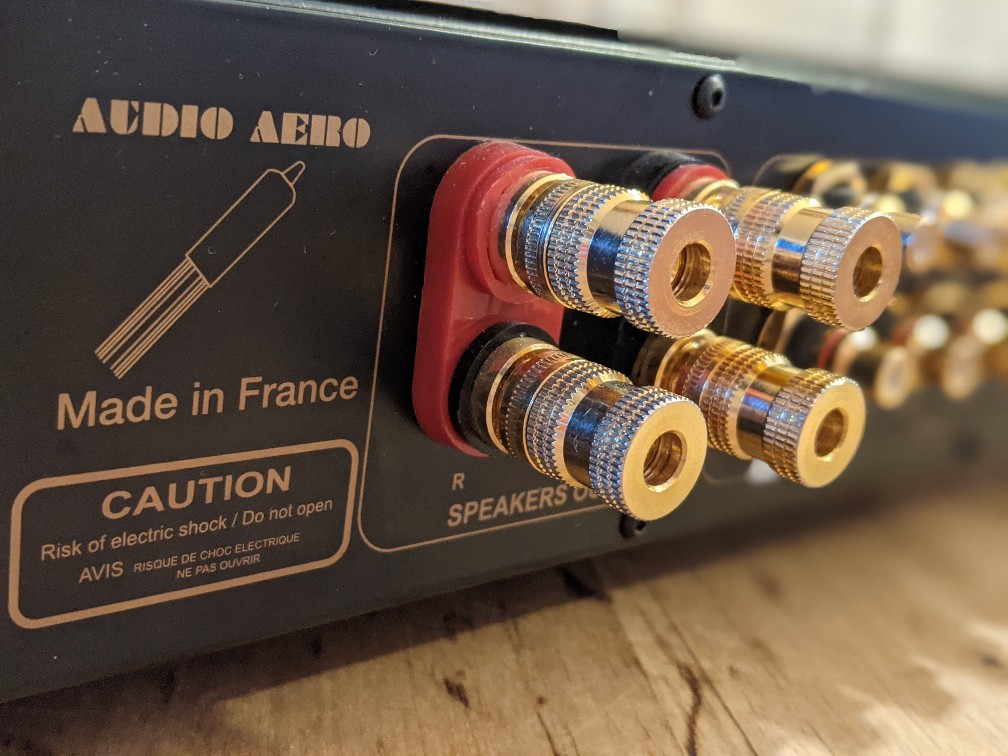 AUDIO AERO
Made in France
CAUTION
Risk of electric shock / Do not open
AVIS RISQUE DE CHOC ELECTRIQUE
NE PAS OUVRIR
R
SPEAKERS